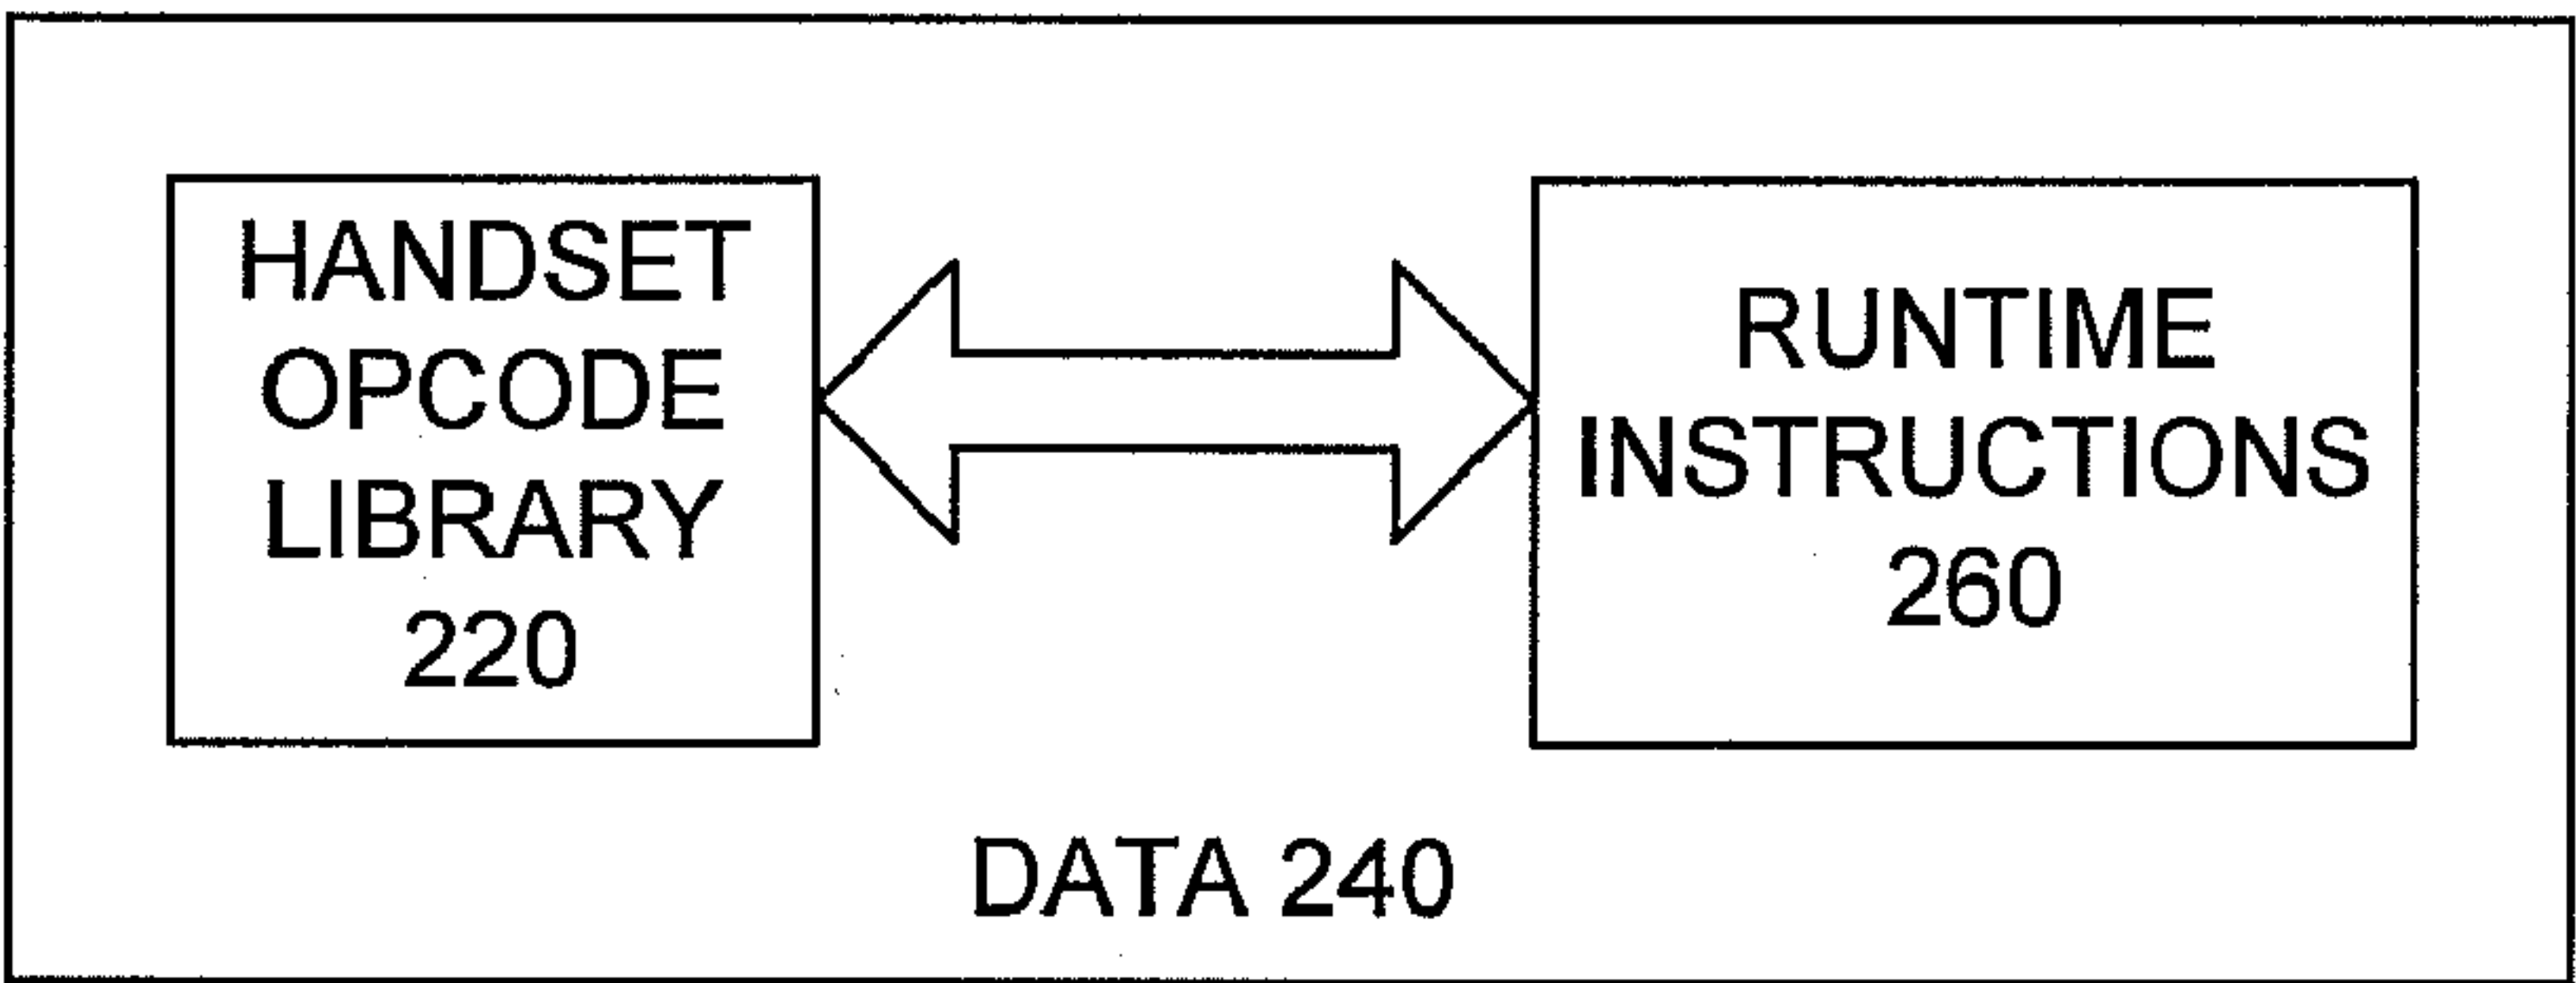 HANDSET
OPCODE
LIBRARY
220
RUNTIME
INSTRUCTIONS
260
DATA 240